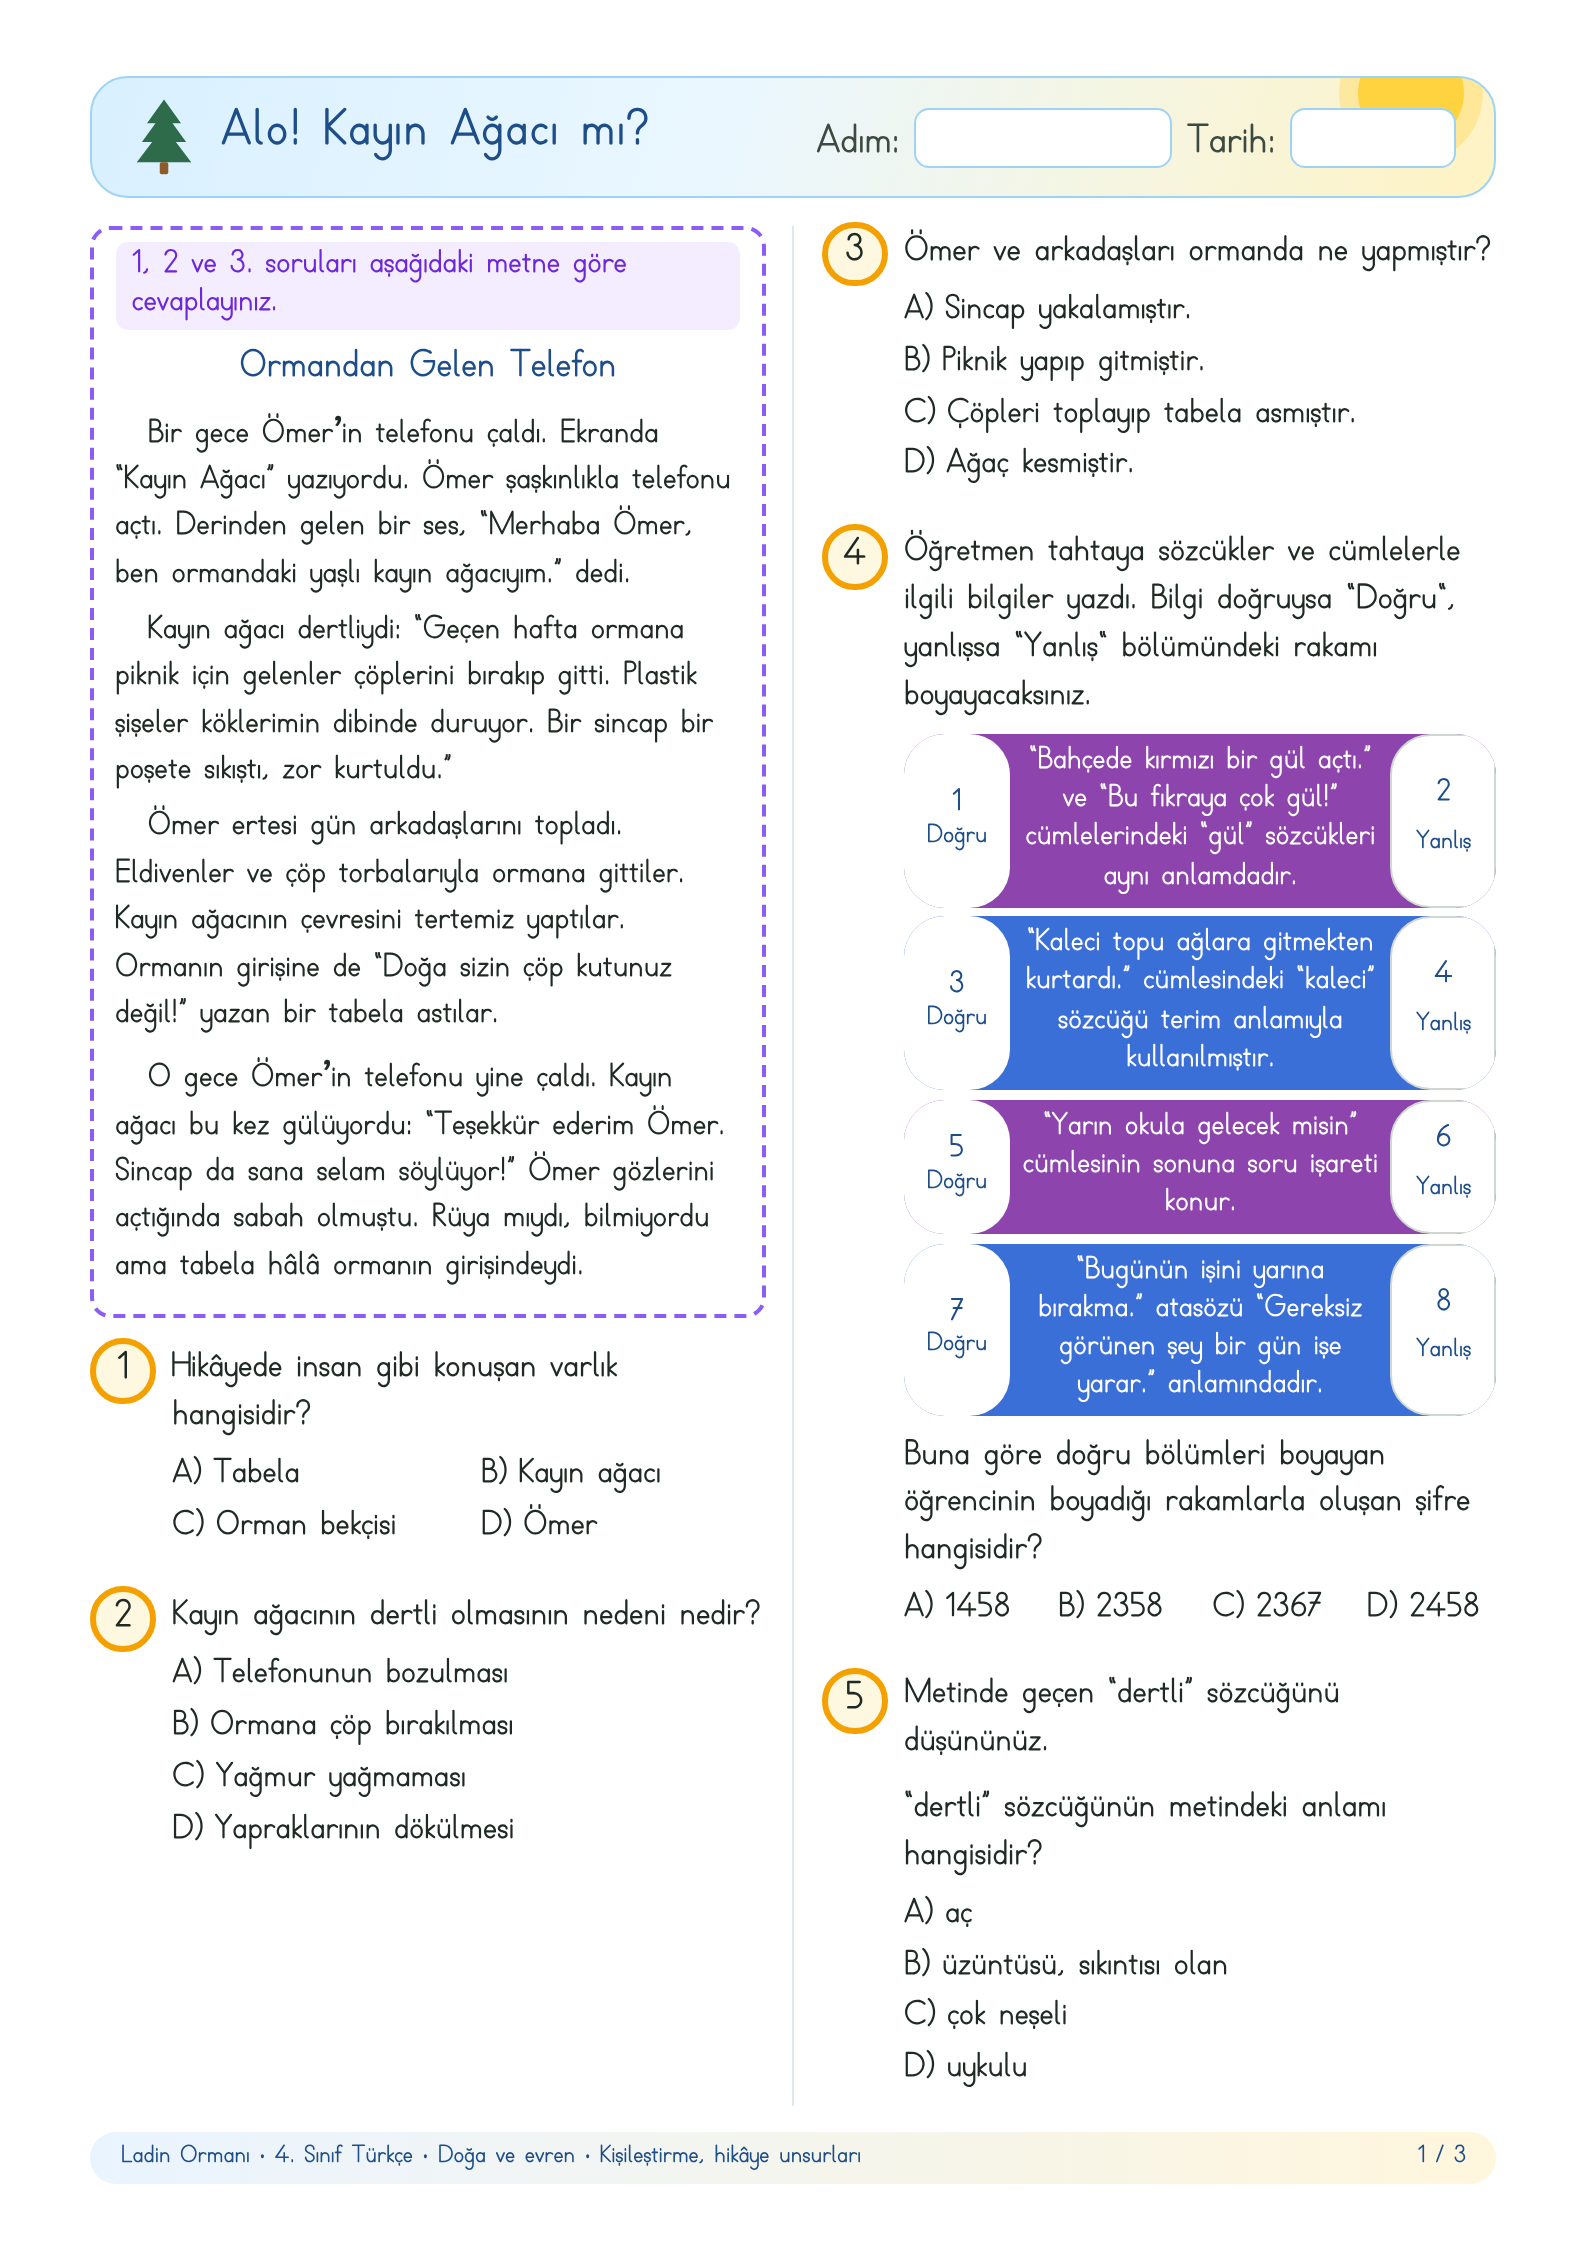 Alo! Kayın Ağacı mı?
Adım:
Tarih:
1, 2 ve 3. soruları aşağıdaki metne göre
cevaplayınız.
Ormandan Gelen Telefon
Bir gece Ömer'in telefonu çaldı. Ekranda
"Kayın Ağacı" yazıyordu. Ömer şaşkınlıkla telefonu
açtı. Derinden gelen bir ses, "Merhaba Ömer,
ben ormandaki yaşlı kayın ağacıyım." dedi.
Kayın ağacı dertliydi: "Geçen hafta ormana
piknik için gelenler çöplerini bırakıp gitti. Plastik
şişeler köklerimin dibinde duruyor. Bir sincap bir
poşete sıkıştı, zor kurtuldu."
Ömer ertesi gün arkadaşlarını topladı.
Eldivenler ve çöp torbalarıyla ormana gittiler.
Kayın ağacının çevresini tertemiz yaptılar.
Ormanın girişine de "Doğa sizin çöp kutunuz
değil!" yazan bir tabela astılar.
O gece Ömer'in telefonu yine çaldı. Kayın
ağacı bu kez gülüyordu: "Teşekkür ederim Ömer.
Sincap da sana selam söylüyor!" Ömer gözlerini
açtığında sabah olmuştu. Rüya mıydı, bilmiyordu
ama tabela hâlâ ormanın girişindeydi.
1
Hikâyede insan gibi konuşan varlık
hangisidir?
A) Tabela
B) Kayın ağacı
C) Orman bekçisi
D) Ömer
2
Kayın ağacının dertli olmasının nedeni nedir?
A) Telefonunun bozulması
B) Ormana çöp bırakılması
C) Yağmur yağmaması
D) Yapraklarının dökülmesi
3
Ömer ve arkadaşları ormanda ne yapmıştır?
A) Sincap yakalamıştır.
B) Piknik yapıp gitmiştir.
C) Çöpleri toplayıp tabela asmıştır.
D) Ağaç kesmiştir.
4
Öğretmen tahtaya sözcükler ve cümlelerle
ilgili bilgiler yazdı. Bilgi doğruysa "Doğru",
yanlışsa "Yanlış" bölümündeki rakamı
boyayacaksınız.
1
Doğru
"Bahçede kırmızı bir gül açtı."
ve "Bu fıkraya çok gül!"
cümlelerindeki "gül" sözcükleri
aynı anlamdadır.
2
Yanlış
3
Doğru
"Kaleci topu ağlara gitmekten
kurtardı." cümlesindeki "kaleci"
sözcüğü terim anlamıyla
kullanılmıştır.
4
Yanlış
5
Doğru
"Yarın okula gelecek misin"
cümlesinin sonuna soru işareti
konur.
6
Yanlış
7
Doğru
"Bugünün işini yarına
bırakma." atasözü "Gereksiz
görünen şey bir gün işe
yarar." anlamındadır.
8
Yanlış
Buna göre doğru bölümleri boyayan
öğrencinin boyadığı rakamlarla oluşan şifre
hangisidir?
A) 1458 B) 2358 C) 2367 D) 2458
5
Metinde geçen "dertli" sözcüğünü
düşününüz.
"dertli" sözcüğünün metindeki anlamı
hangisidir?
A) aç
B) üzüntüsü, sıkıntısı olan
C) çok neşeli
D) uykulu
Ladin Ormanı • 4. Sınıf Türkçe • Doğa ve evren • Kişileştirme, hikâye unsurları
1 / 3